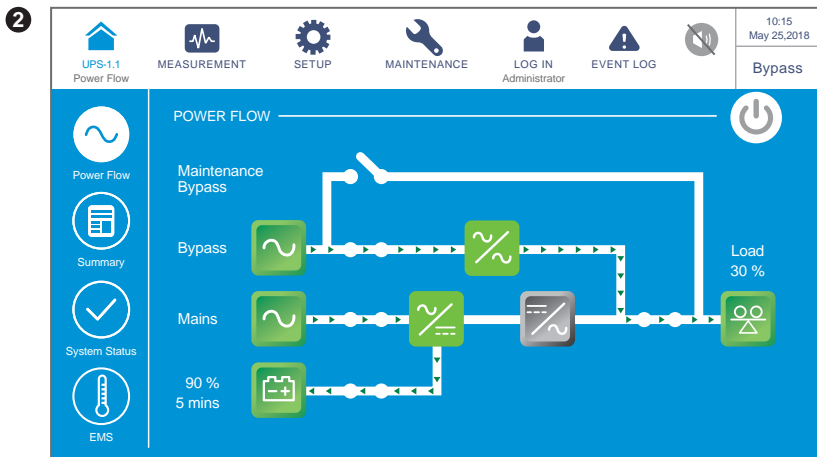 2
UPS-1.1
Power Flow
MEASUREMENT
SETUP
MAINTENANCE
LOG IN
Administrator
EVENT LOG
10:15
May 25,2018
Bypass
POWER FLOW
Power Flow
Summary
System Status
EMS
Maintenance
Bypass
Bypass
Mains
90 %
5 mins
Load
30 %